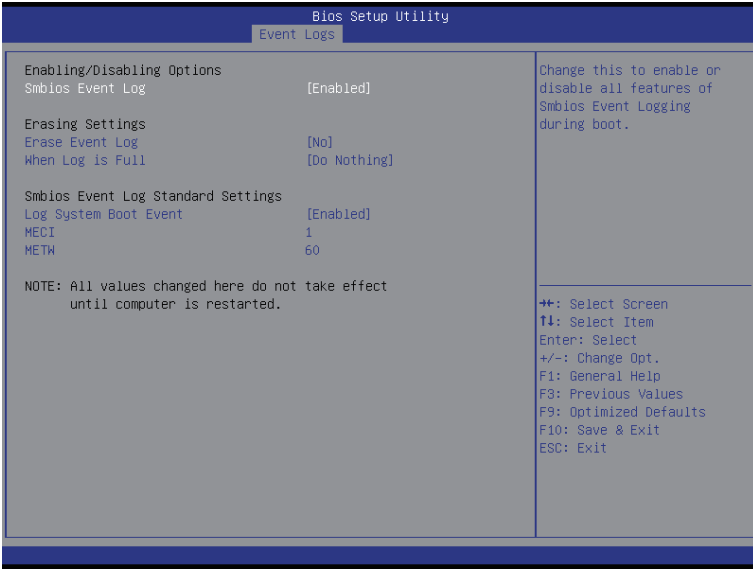 Bios Setup Utility
Event Logs
Enabling/Disabling Options
Smbios Event Log [Enabled]
Erasing Settings
Erase Event Log [No]
When Log is Full [Do Nothing]
Smbios Event Log Standard Settings
Log System Boot Event [Enabled]
MECI 1
METW 60
NOTE: All values changed here do not take effect
until computer is restarted.
Change this to enable or
disable all features of
Smbios Event Logging
during boot.
→←: Select Screen
↑↓: Select Item
Enter: Select
+/-: Change Opt.
F1: General Help
F3: Previous Values
F9: Optimized Defaults
F10: Save & Exit
ESC: Exit